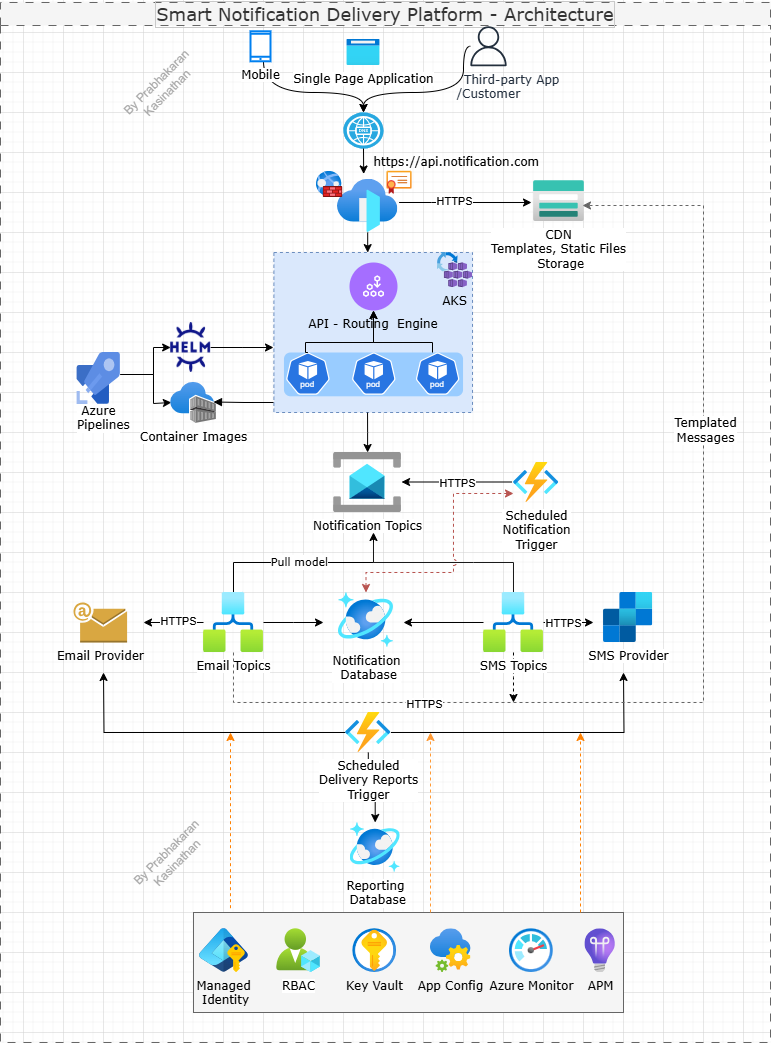 Smart Notification Delivery Platform - Architecture
By Prabhakaran
Kasinathan
Mobile
Single Page Application
Third-party App
/Customer
DNS
https://api.notification.com
HTTPS
CDN
Templates, Static Files
Storage
AKS
API - Routing Engine
pod
pod
pod
HELM
Azure
Pipelines
Container Images
Templated
Messages
Notification Topics
HTTPS
Scheduled
Notification
Trigger
Pull model
@
HTTPS
Email Provider
Email Topics
Notification
Database
SMS Topics
HTTPS
SMS Provider
HTTPS
Scheduled
Delivery Reports
Trigger
By Prabhakaran
Kasinathan
Reporting
Database
Managed
Identity
RBAC
Key Vault
App Config
Azure Monitor
APM